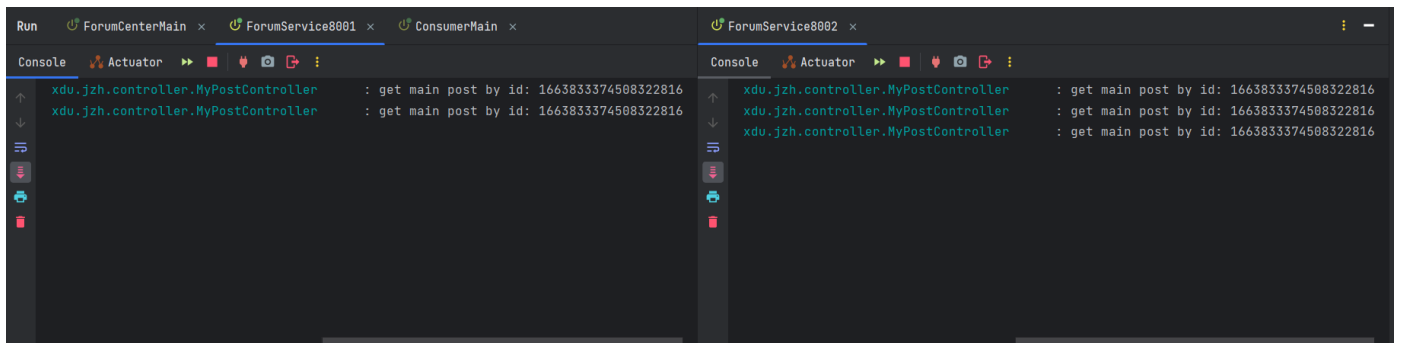 Run ForumCenterMain × ForumService8001 × ConsumerMain ×
Console Actuator
xdu.jzh.controller.MyPostController : get main post by id: 1663833374508322816
xdu.jzh.controller.MyPostController : get main post by id: 1663833374508322816
ForumService8002 ×
Console Actuator
xdu.jzh.controller.MyPostController : get main post by id: 1663833374508322816
xdu.jzh.controller.MyPostController : get main post by id: 1663833374508322816
xdu.jzh.controller.MyPostController : get main post by id: 1663833374508322816